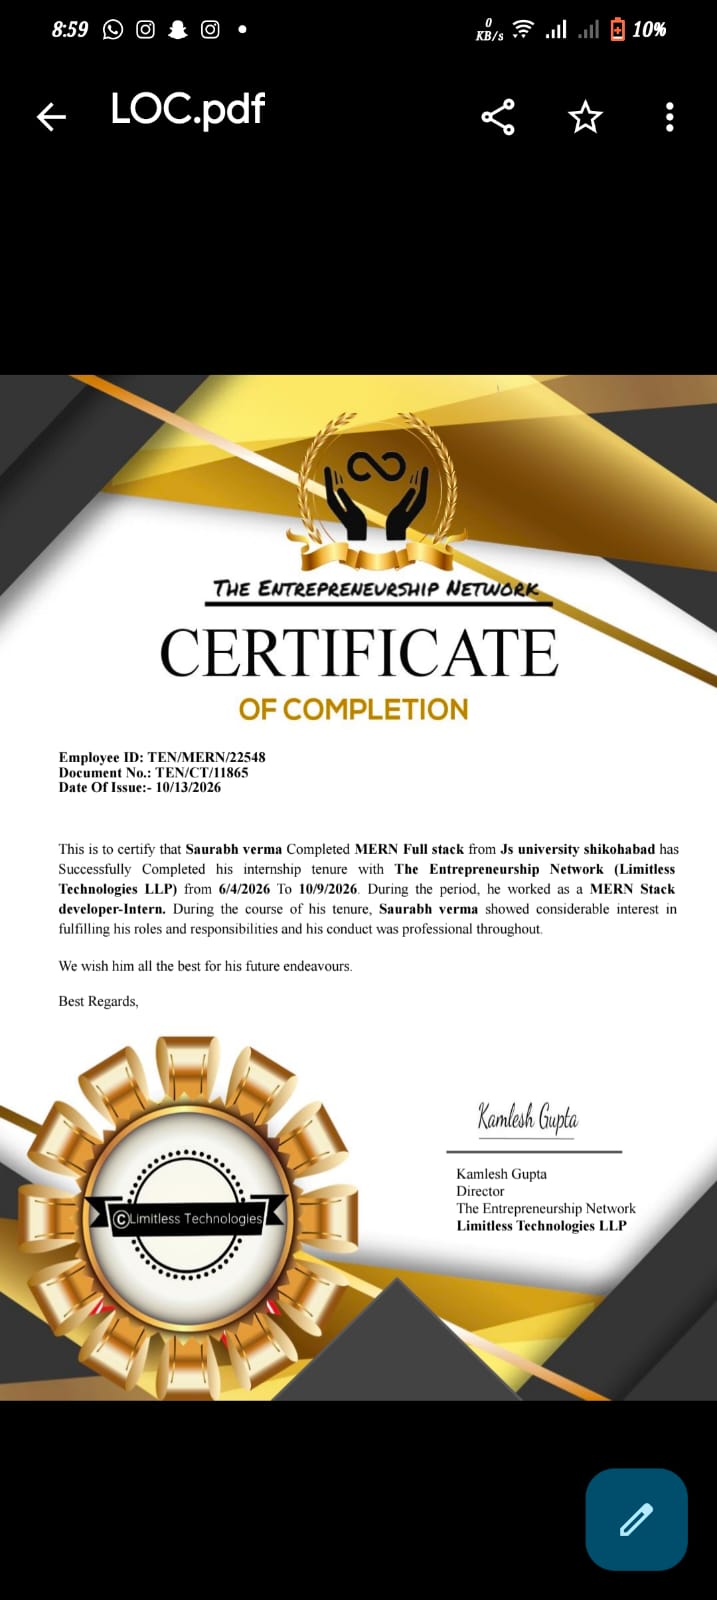 8:59
0
KB/s
10%
LOC.pdf
THE ENTREPRENEURSHIP NETWORK
CERTIFICATE
OF COMPLETION
Employee ID: TEN/MERN/22548
Document No.: TEN/CT/11865
Date Of Issue:- 10/13/2026
This is to certify that Saurabh verma Completed MERN Full stack from Js university shikohabad has
Successfully Completed his internship tenure with The Entrepreneurship Network (Limitless
Technologies LLP) from 6/4/2026 To 10/9/2026. During the period, he worked as a MERN Stack
developer-Intern. During the course of his tenure, Saurabh verma showed considerable interest in
fulfilling his roles and responsibilities and his conduct was professional throughout.
We wish him all the best for his future endeavours.
Best Regards,
©Limitless Technologies
Kamlesh Gupta
Kamlesh Gupta
Director
The Entrepreneurship Network
Limitless Technologies LLP